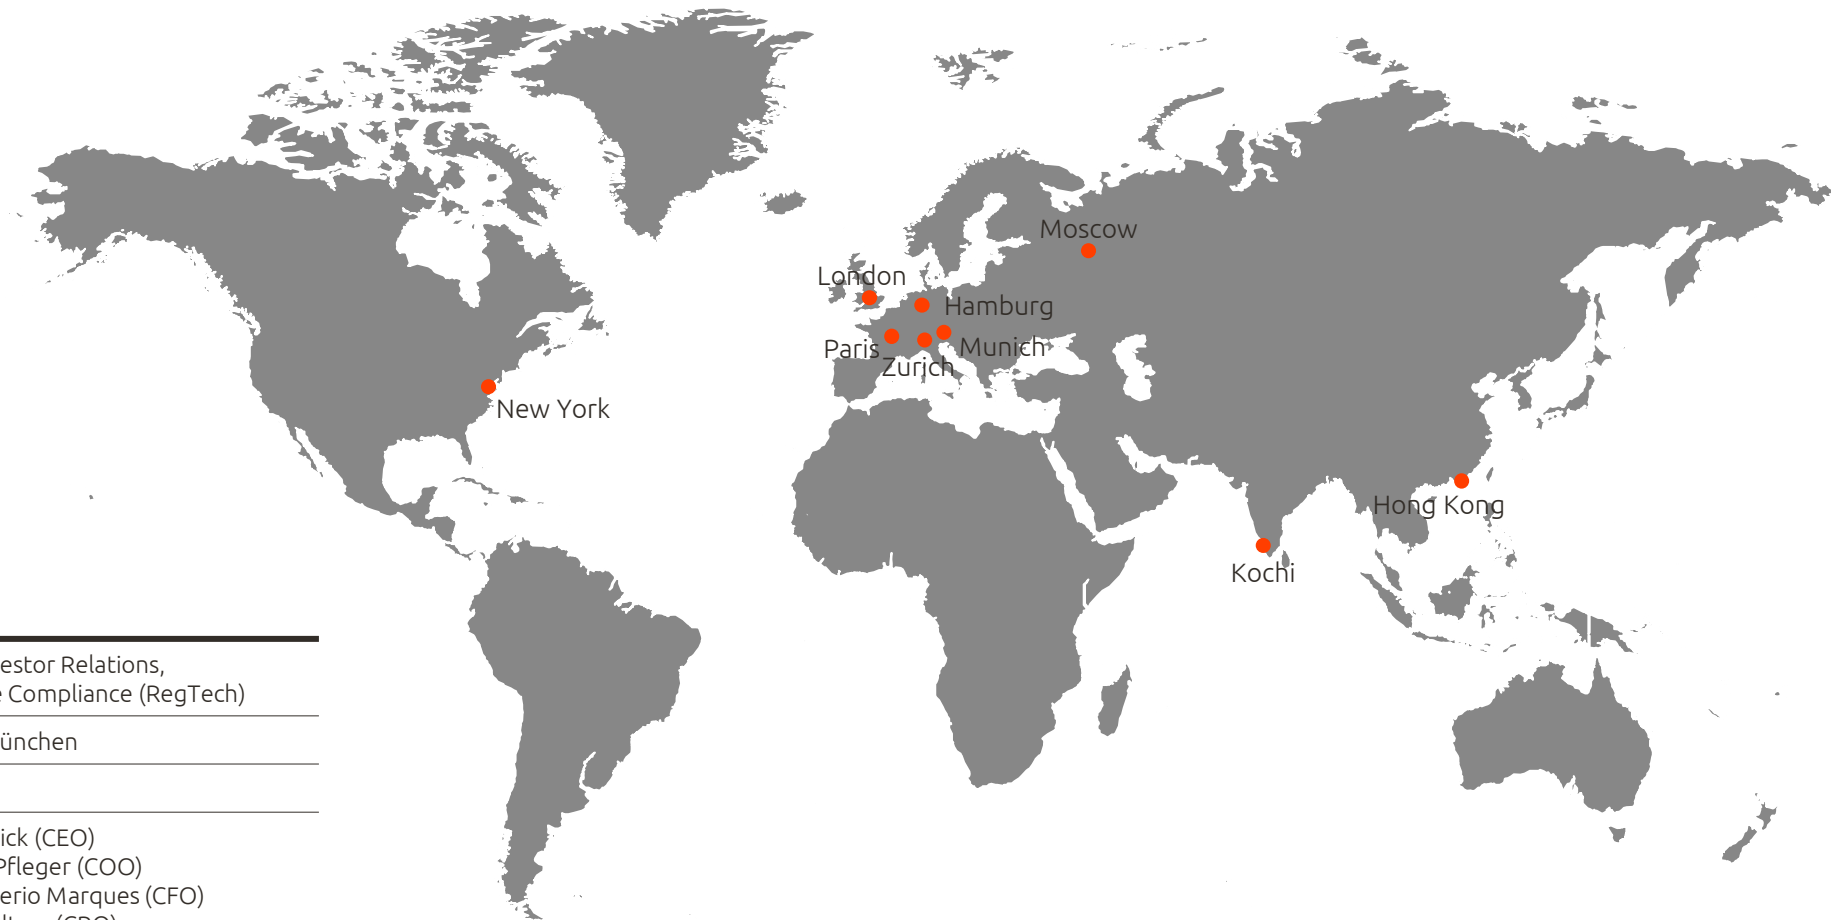 Moscow
London
Hamburg
Paris
Munich
Zurich
New York
Hong Kong
Kochi
estor Relations,
e Compliance (RegTech)
ünchen
ick (CEO)
Pfleger (COO)
erio Marques (CFO)
(CRO)